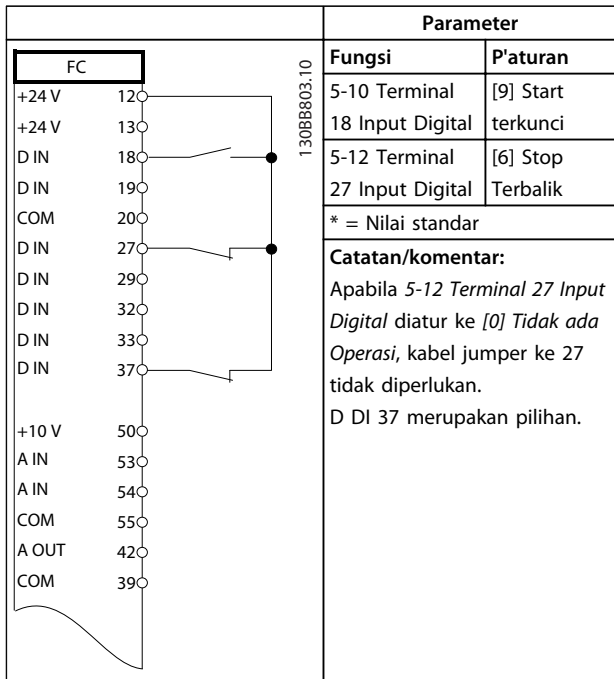 FC
+24 V 12
+24 V 13
D IN 18
D IN 19
COM 20
D IN 27
D IN 29
D IN 32
D IN 33
D IN 37
+10 V 50
A IN 53
A IN 54
COM 55
A OUT 42
COM 39
130BB803.10
Parameter
Fungsi P'aturan
5-10 Terminal [9] Start
18 Input Digital terkunci
5-12 Terminal [6] Stop
27 Input Digital Terbalik
* = Nilai standar
Catatan/komentar:
Apabila 5-12 Terminal 27 Input
Digital diatur ke [0] Tidak ada
Operasi, kabel jumper ke 27
tidak diperlukan.
D DI 37 merupakan pilihan.